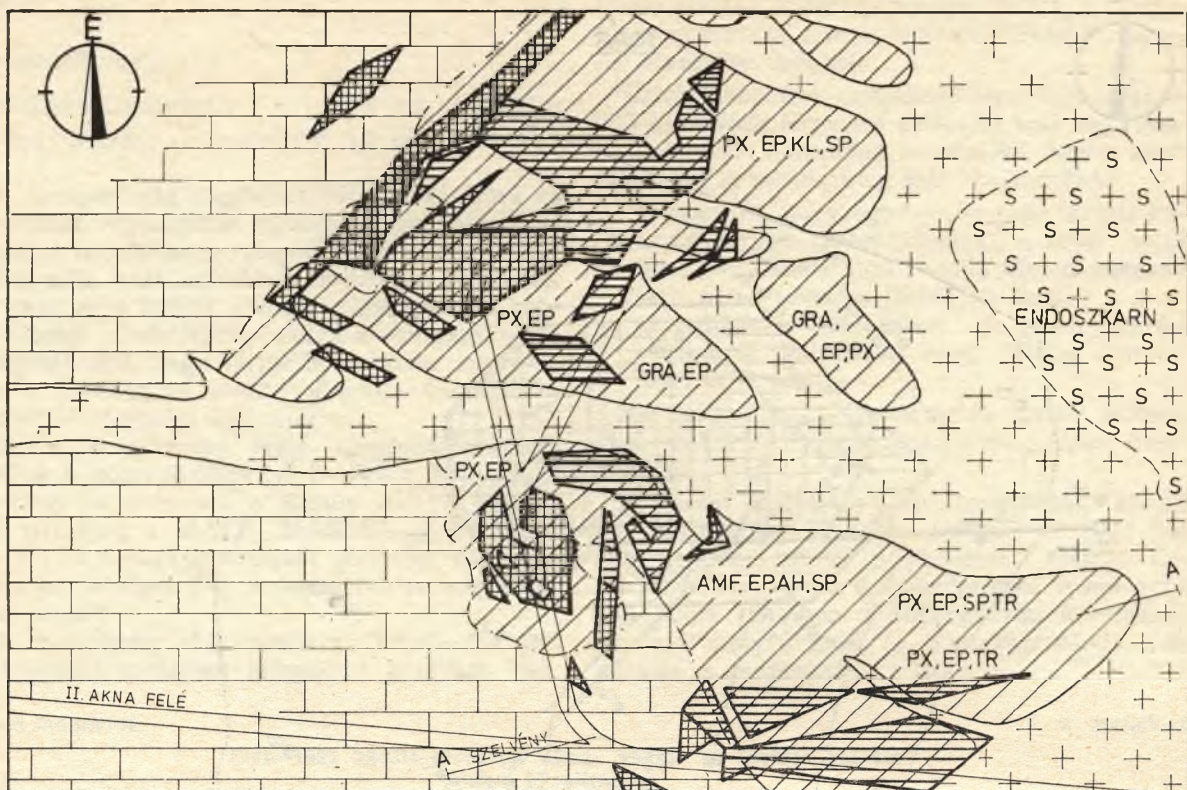 E
PX, EP, KL, SP
PX, EP
GRA, EP
GRA,
EP, PX
S
S + S + S
S + S + S
S S S
S S S
ENDOSZKARN
S S
S S S
S S S
S S
S
PX, EP
AMF, EP, AH, SP
PX, EP, SP, TR
A
PX, EP, TR
II. AKNA FELÉ
A SZELVÉNY